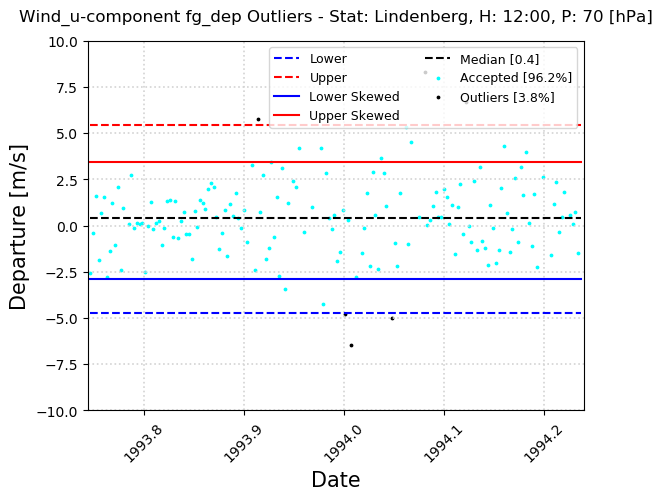 Wind_u-component fg_dep Outliers - Stat: Lindenberg, H: 12:00, P: 70 [hPa]
10.0
7.5
5.0
2.5
0.0
−2.5
−5.0
−7.5
−10.0
Departure [m/s]
Lower
Upper
Lower Skewed
Upper Skewed
Median [0.4]
Accepted [96.2%]
Outliers [3.8%]
1993.8
1993.9
1994.0
1994.1
1994.2
Date